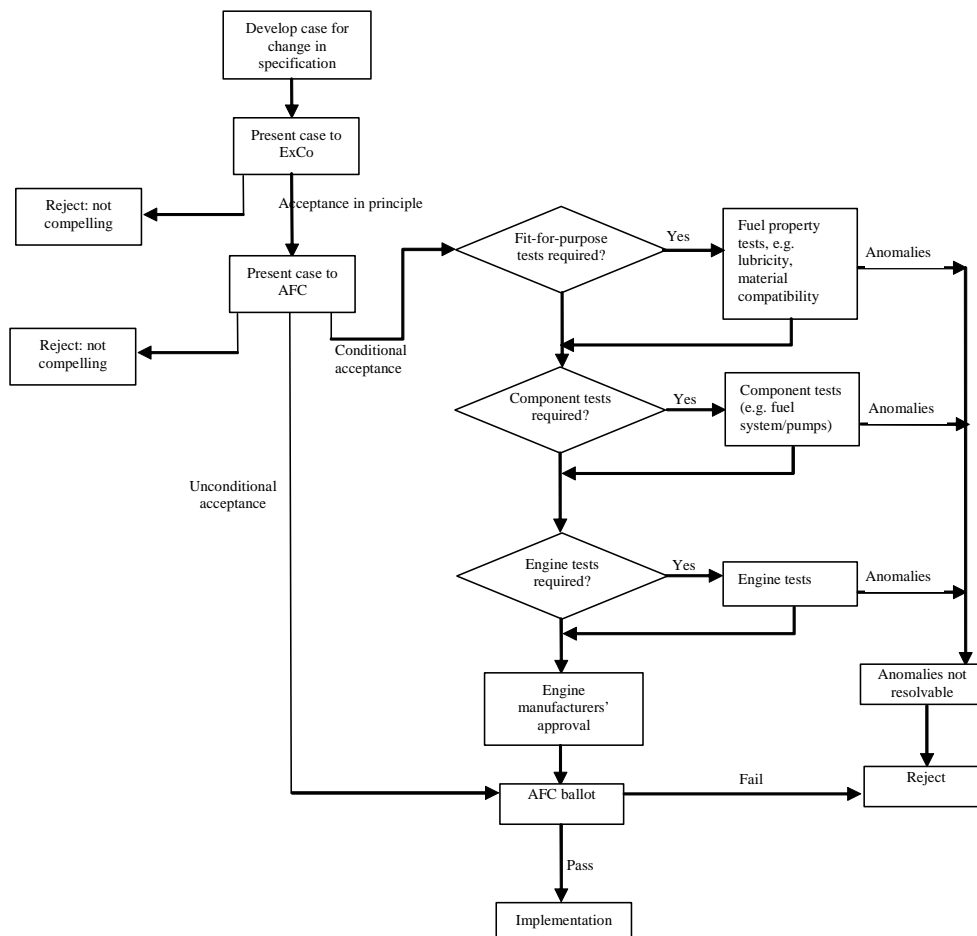 Develop case for
change in
specification
Present case to
ExCo
Reject: not
compelling
Acceptance in principle
Present case to
AFC
Reject: not
compelling
Conditional
acceptance
Unconditional
acceptance
Fit-for-purpose
tests required?
Yes
Fuel property
tests, e.g.
lubricity,
material
compatibility
Anomalies
Component tests
required?
Yes
Component tests
(e.g. fuel
system/pumps)
Anomalies
Engine tests
required?
Yes
Engine tests
Anomalies
Engine
manufacturers’
approval
Anomalies not
resolvable
AFC ballot
Fail
Reject
Pass
Implementation